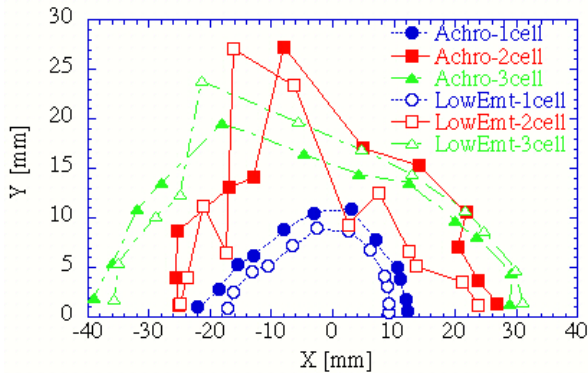 30
25
20
15
10
5
0
Y [mm]
Achro-1cell
Achro-2cell
Achro-3cell
LowEmt-1cell
LowEmt-2cell
LowEmt-3cell
-40 -30 -20 -10 0 10 20 30 40
X [mm]